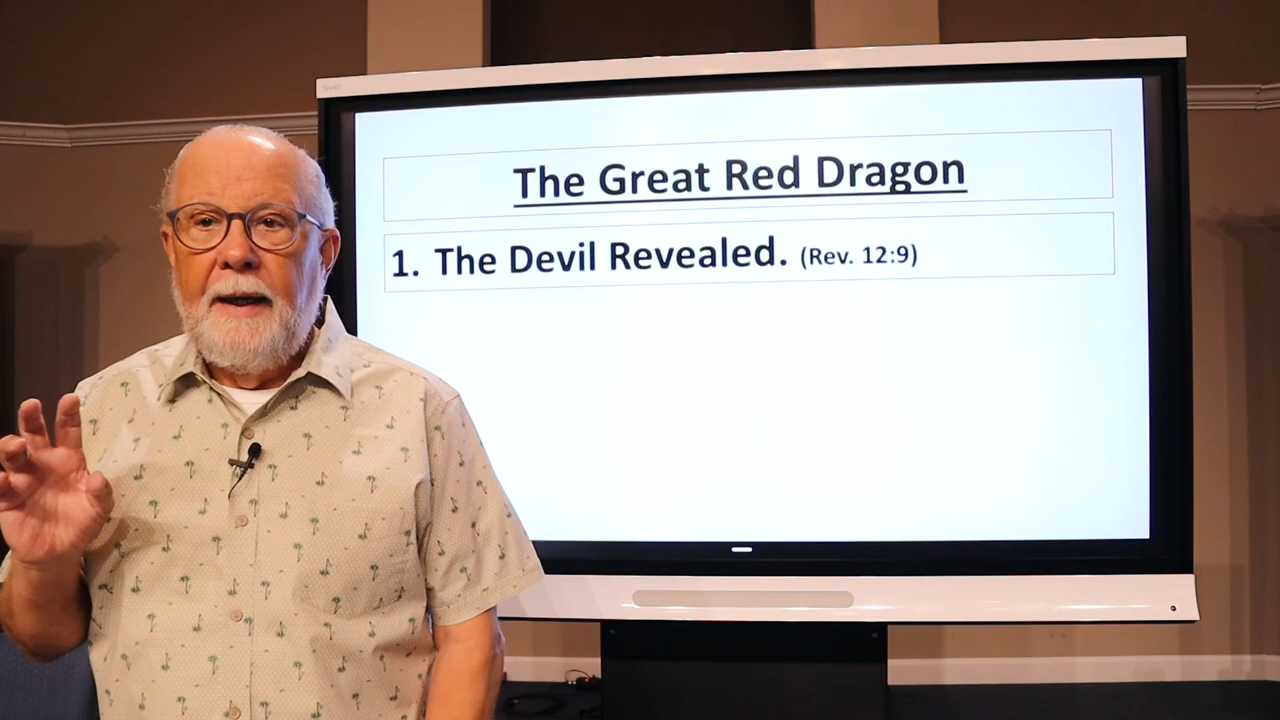 The Great Red Dragon
1. The Devil Revealed. (Rev. 12:9)